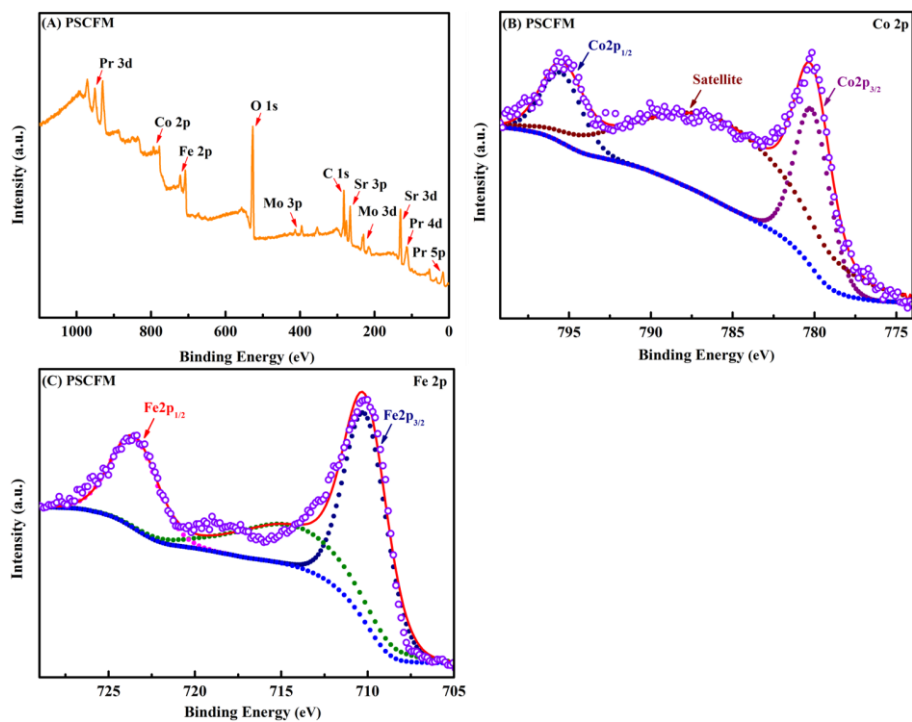 (A) PSCFM
Pr 3d
Co 2p
Fe 2p
O 1s
Mo 3p
C 1s
Sr 3p
Mo 3d
Sr 3d
Pr 4d
Pr 5p
Intensity (a.u.)
1000 800 600 400 200 0
Binding Energy (eV)
(B) PSCFM Co 2p
Co2p1/2
Satellite
Co2p3/2
Intensity (a.u.)
795 790 785 780 775
Binding Energy (eV)
(C) PSCFM Fe 2p
Fe2p1/2
Fe2p3/2
Intensity (a.u.)
725 720 715 710 705
Binding Energy (eV)